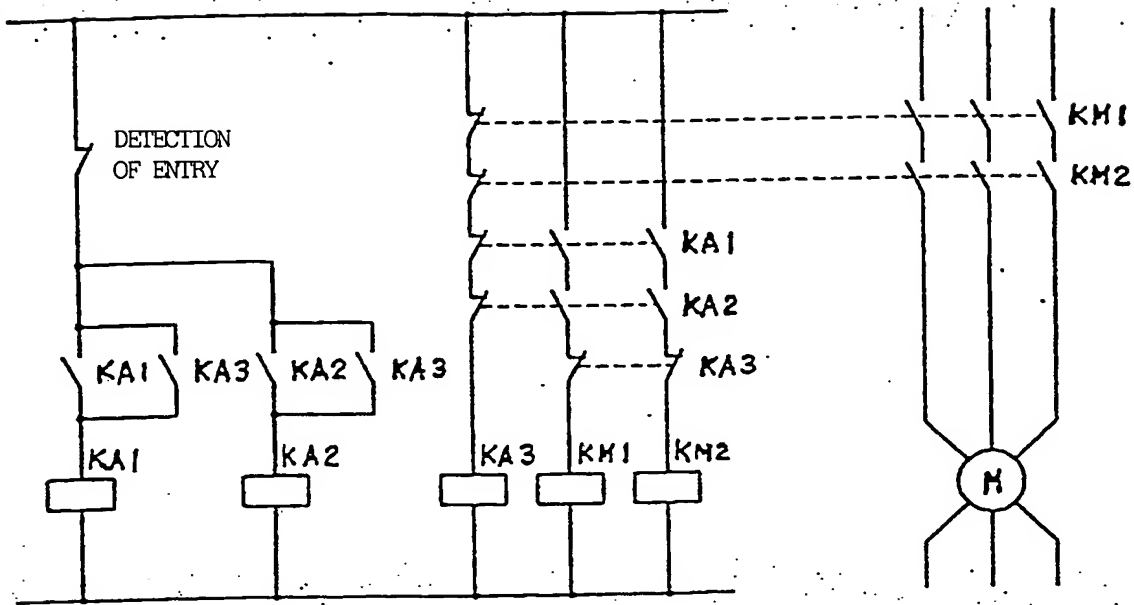 DETECTION
OF ENTRY
KM1
KM2
KA1
KA2
KA3
KA1
KA3
KA2
KA3
KA1
KA2
KA3
KM1
KM2
M